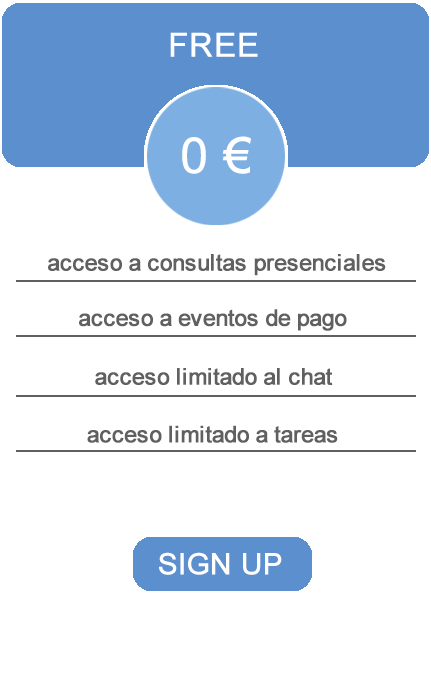 FREE
0 €
acceso a consultas presenciales
acceso a eventos de pago
acceso limitado al chat
acceso limitado a tareas
SIGN UP